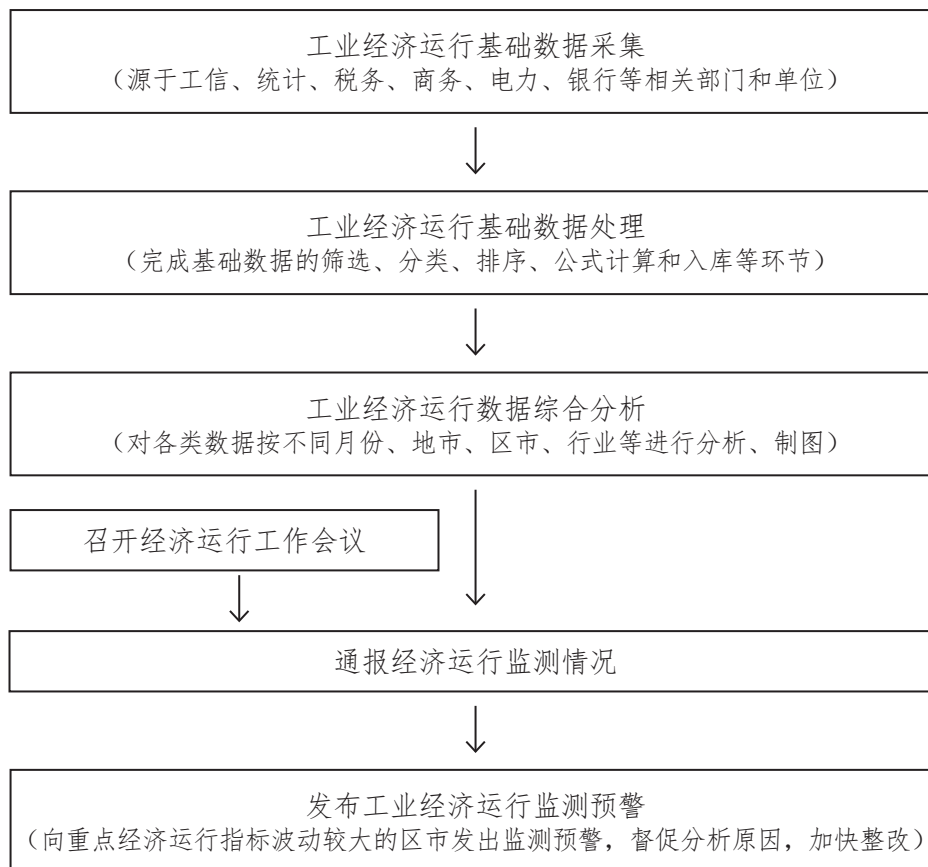 工业经济运行基础数据采集
（源于工信、统计、税务、商务、电力、银行等相关部门和单位）
工业经济运行基础数据处理
（完成基础数据的筛选、分类、排序、公式计算和入库等环节）
工业经济运行数据综合分析
（对各类数据按不同月份、地市、区市、行业等进行分析、制图）
召开经济运行工作会议
通报经济运行监测情况
发布工业经济运行监测预警
（向重点经济运行指标波动较大的区市发出监测预警，督促分析原因，加快整改）